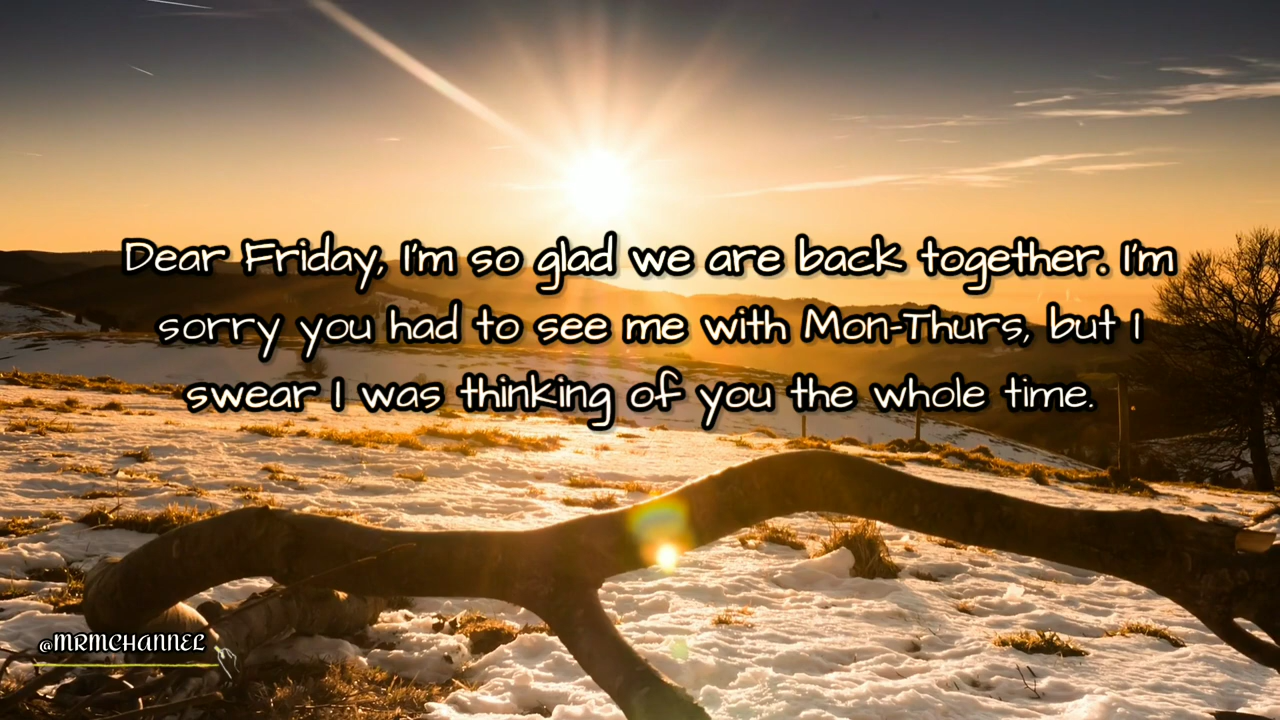 Dear Friday, I'm so glad we are back together. I'm
sorry you had to see me with Mon-Thurs, but I
swear I was thinking of you the whole time.
@MRMCHANNEL